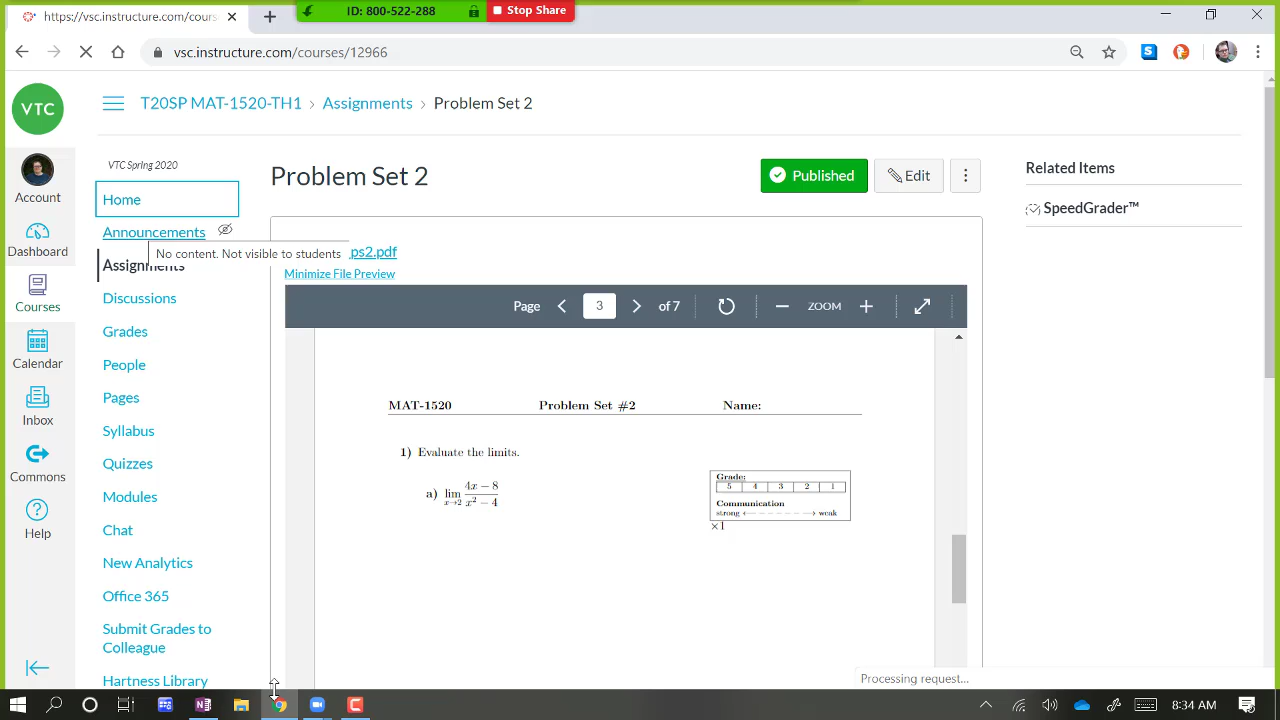 https://vsc.instructure.com/cours
ID: 800-522-288
Stop Share
vsc.instructure.com/courses/12966
VTC
T20SP MAT-1520-TH1 › Assignments › Problem Set 2
Account
Dashboard
Courses
Calendar
Inbox
Commons
Help
VTC Spring 2020
Home
Announcements
No content. Not visible to students
Assignments
Discussions
Grades
People
Pages
Syllabus
Quizzes
Modules
Chat
New Analytics
Office 365
Submit Grades to
Colleague
Hartness Library
Problem Set 2
Published
Edit
ps2.pdf
Minimize File Preview
Page 3 of 7
ZOOM
MAT-1520 Problem Set #2 Name:
1) Evaluate the limits.
a) lim x→2 (4x − 8)/(x² − 4)
Grade:
5 4 3 2 1
Communication
strong ← – – – – – → weak
×1
Related Items
SpeedGrader™
Processing request...
8:34 AM